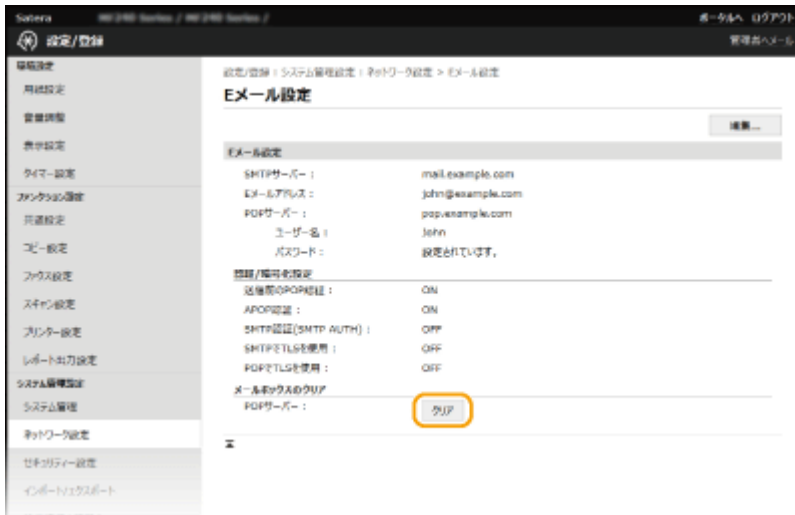 Satera
ポータルへ ログアウト
設定/登録
管理者へメール
環境設定
用紙設定
音量調整
表示設定
タイマー設定
ファンクション設定
共通設定
コピー設定
ファクス設定
スキャン設定
プリンター設定
レポート出力設定
システム管理設定
システム管理
ネットワーク設定
セキュリティー設定
インポート/エクスポート
設定/登録 : システム管理設定 : ネットワーク設定 > Eメール設定
Eメール設定
編集...
Eメール設定
SMTPサーバー : mail.example.com
Eメールアドレス : john@example.com
POPサーバー : pop.example.com
ユーザー名 : John
パスワード : 設定されています。
認証/暗号化設定
送信前のPOP認証 : ON
APOP認証 : ON
SMTP認証(SMTP AUTH) : OFF
SMTPでTLSを使用 : OFF
POPでTLSを使用 : OFF
メールボックスのクリア
POPサーバー : クリア